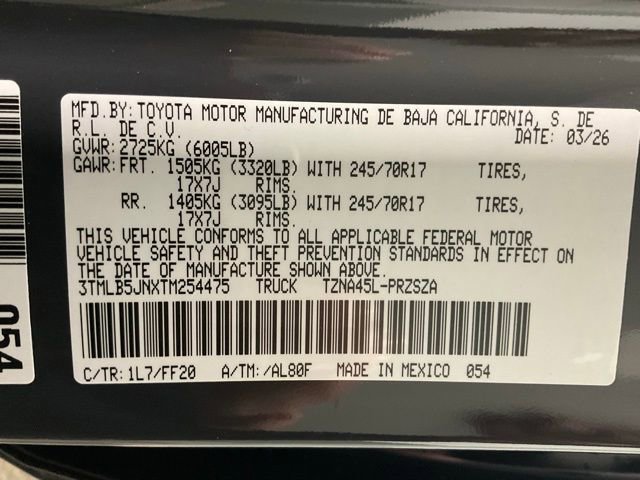 MFD.BY:TOYOTA MOTOR MANUFACTURING DE BAJA CALIFORNIA, S. DE
R.L. DE C.V. DATE: 03/26
GVWR:2725KG (6005LB)
GAWR:FRT. 1505KG (3320LB) WITH 245/70R17 TIRES,
17X7J RIMS.
RR. 1405KG (3095LB) WITH 245/70R17 TIRES,
17X7J RIMS.
THIS VEHICLE CONFORMS TO ALL APPLICABLE FEDERAL MOTOR
VEHICLE SAFETY AND THEFT PREVENTION STANDARDS IN EFFECT ON
THE DATE OF MANUFACTURE SHOWN ABOVE.
3TMLB5JNXTM254475 TRUCK TZNA45L-PRZSZA
C/TR: 1L7/FF20 A/TM: /AL80F MADE IN MEXICO 054
054